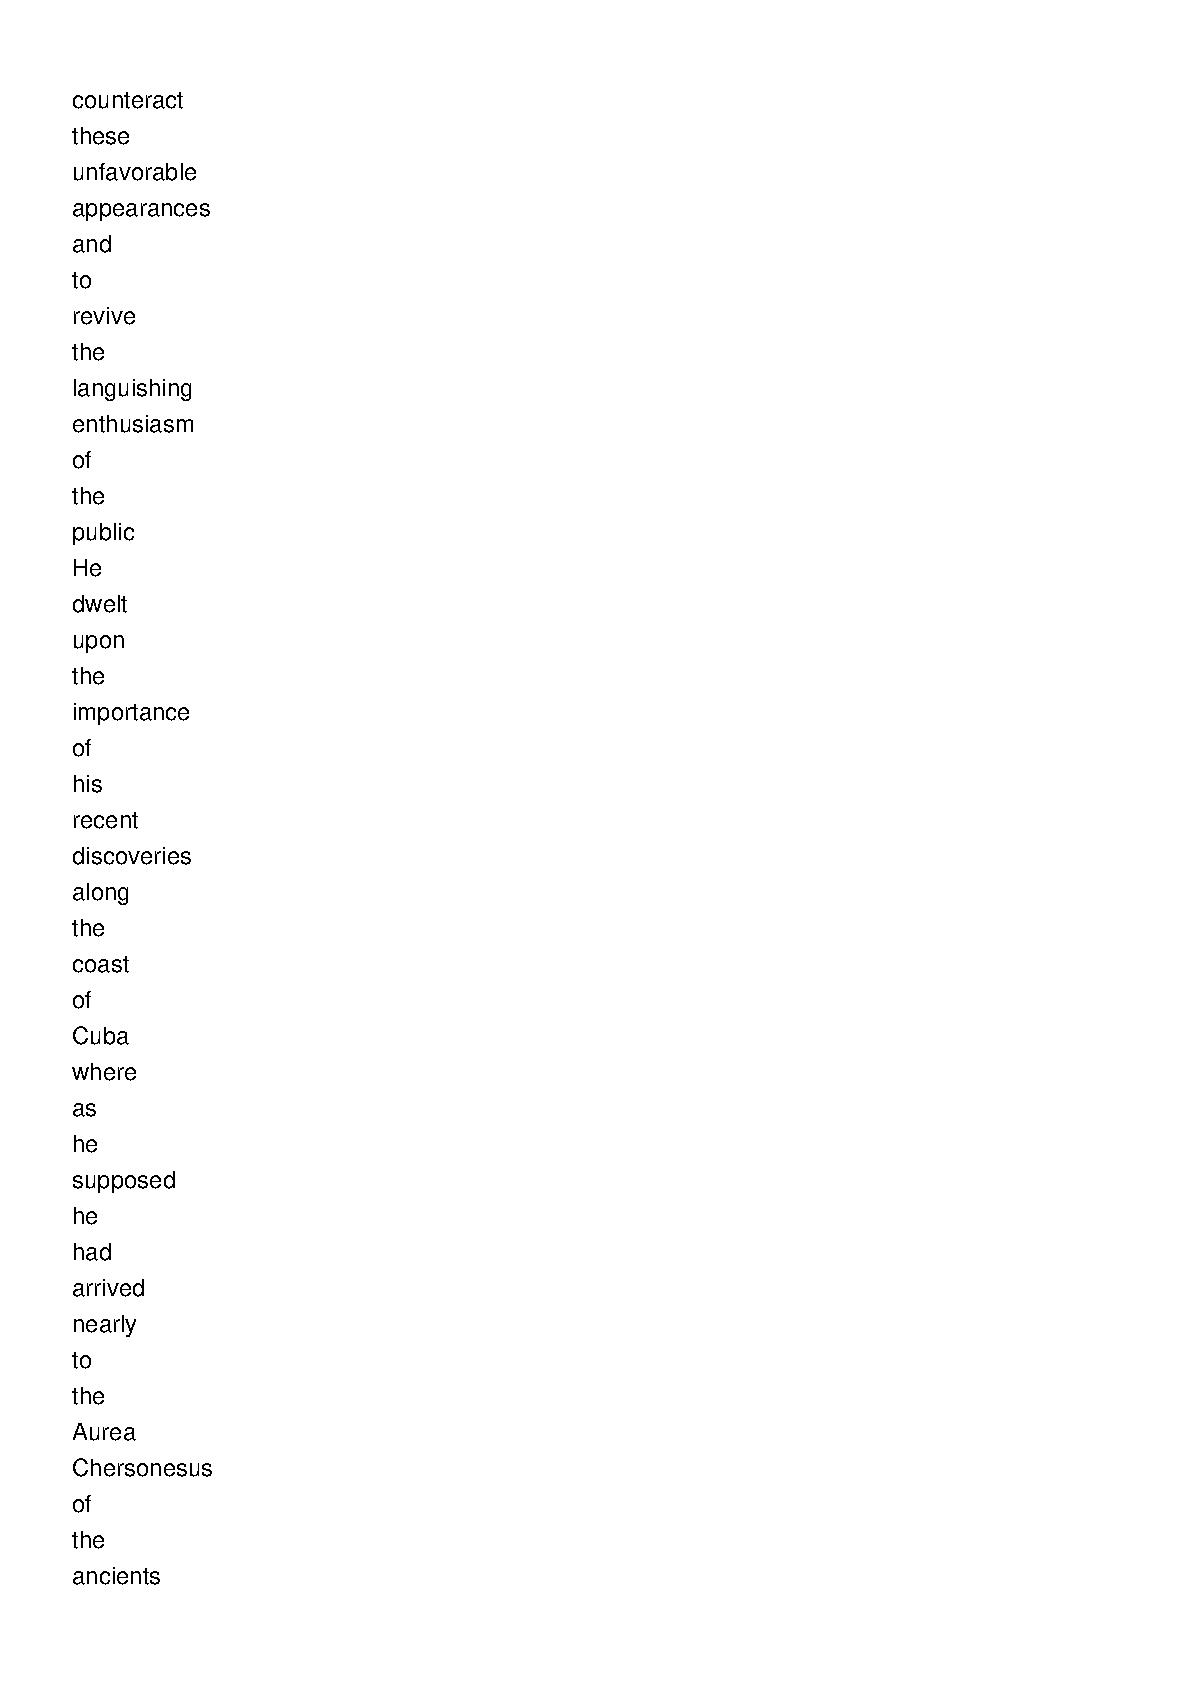 counteract
these
unfavorable
appearances
and
to
revive
the
languishing
enthusiasm
of
the
public
He
dwelt
upon
the
importance
of
his
recent
discoveries
along
the
coast
of
Cuba
where
as
he
supposed
he
had
arrived
nearly
to
the
Aurea
Chersonesus
of
the
ancients